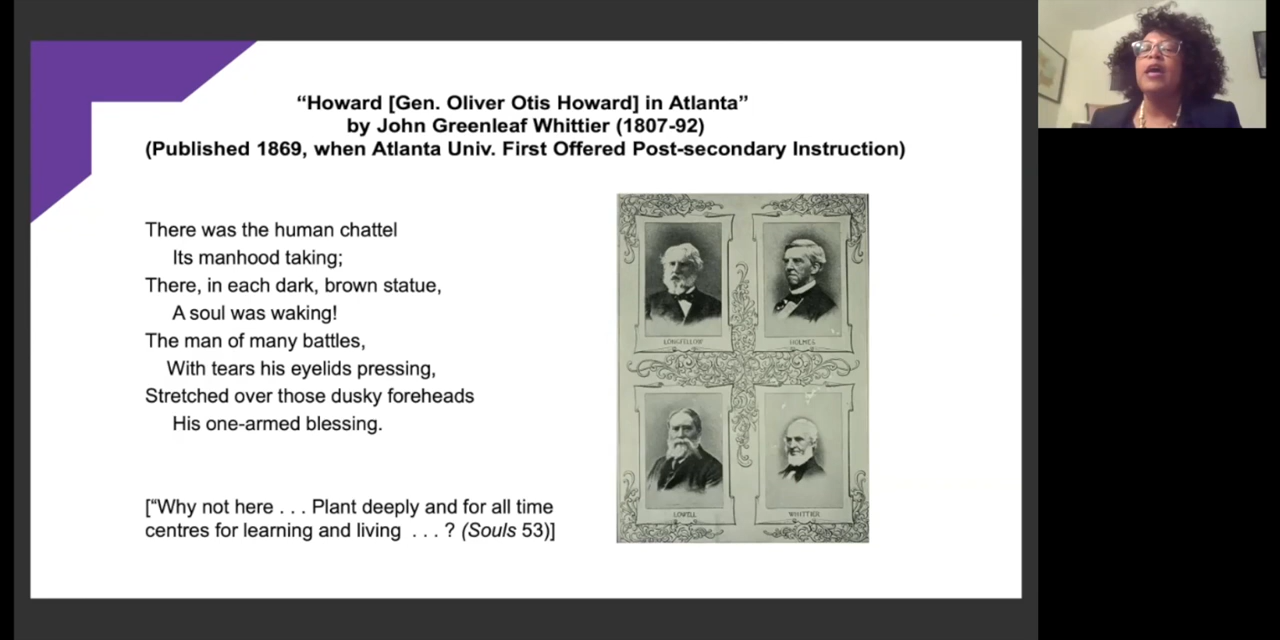 “Howard [Gen. Oliver Otis Howard] in Atlanta”
by John Greenleaf Whittier (1807-92)
(Published 1869, when Atlanta Univ. First Offered Post-secondary Instruction)
There was the human chattel
Its manhood taking;
There, in each dark, brown statue,
A soul was waking!
The man of many battles,
With tears his eyelids pressing,
Stretched over those dusky foreheads
His one-armed blessing.
[“Why not here . . . Plant deeply and for all time
centres for learning and living . . . ? (Souls 53)]
LONGFELLOW
HOLMES
LOWELL
WHITTIER